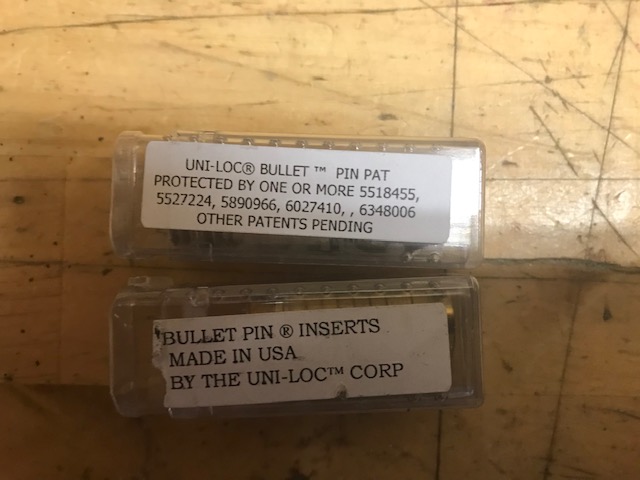 UNI-LOC® BULLET ™ PIN PAT
PROTECTED BY ONE OR MORE 5518455,
5527224, 5890966, 6027410, , 6348006
OTHER PATENTS PENDING
BULLET PIN ® INSERTS
MADE IN USA
BY THE UNI-LOC™ CORP